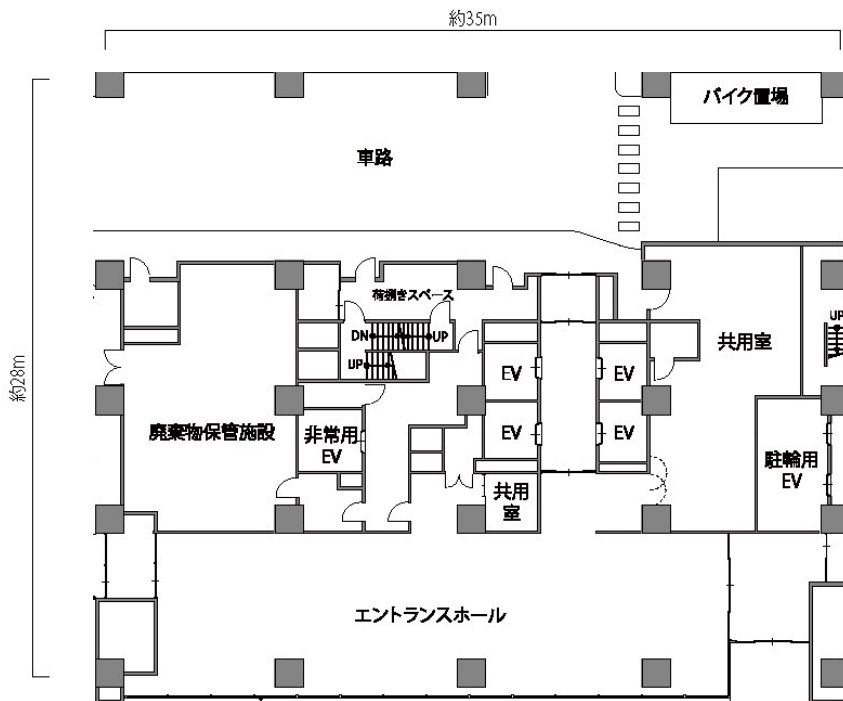 約35m
バイク置場
車路
約28m
荷捌きスペース
DN
UP
UP
UP
共用室
EV
EV
廃棄物保管施設
非常用
EV
EV
EV
駐輪用
EV
共用
室
エントランスホール